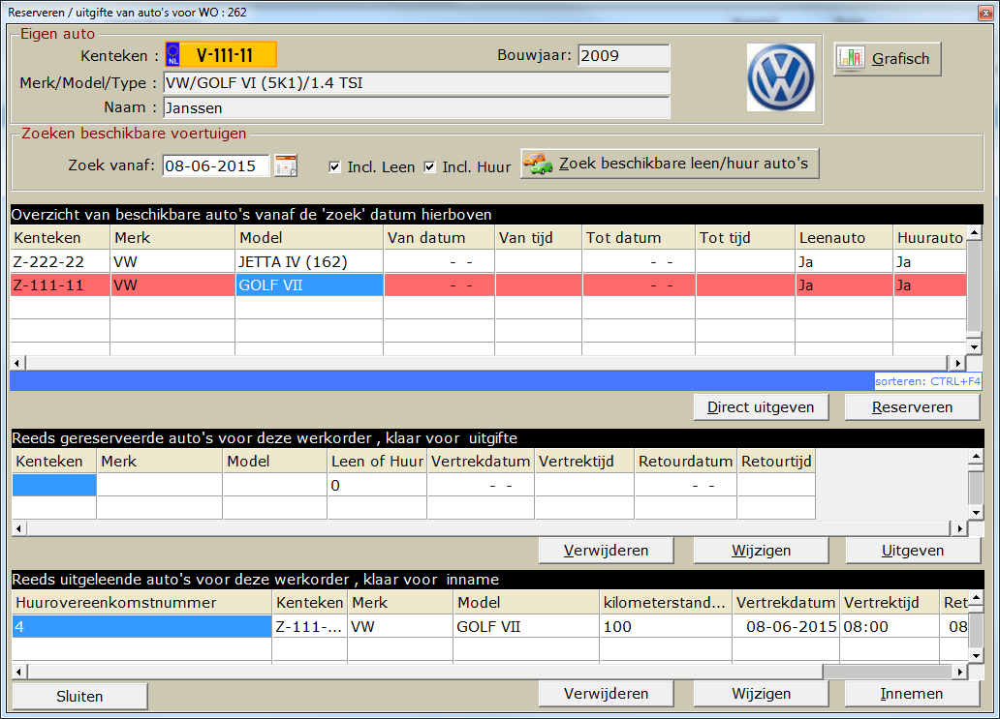 Reserveren / uitgifte van auto's voor WO : 262
Eigen auto
Kenteken : NL V-111-11 Bouwjaar: 2009 Grafisch
Merk/Model/Type : VW/GOLF VI (5K1)/1.4 TSI
Naam : Janssen
Zoeken beschikbare voertuigen
Zoek vanaf: 08-06-2015 Incl. Leen Incl. Huur Zoek beschikbare leen/huur auto's
Overzicht van beschikbare auto's vanaf de 'zoek' datum hierboven
Kenteken Merk Model Van datum Van tijd Tot datum Tot tijd Leenauto Huurauto
Z-222-22 VW JETTA IV (162) - - - - Ja Ja
Z-111-11 VW GOLF VII - - - - Ja Ja
sorteren: CTRL+F4
Direct uitgeven Reserveren
Reeds gereserveerde auto's voor deze werkorder , klaar voor uitgifte
Kenteken Merk Model Leen of Huur Vertrekdatum Vertrektijd Retourdatum Retourtijd
0 - - - -
Verwijderen Wijzigen Uitgeven
Reeds uitgeleende auto's voor deze werkorder , klaar voor inname
Huurovereenkomstnummer Kenteken Merk Model kilometerstand... Vertrekdatum Vertrektijd Ret
4 Z-111-... VW GOLF VII 100 08-06-2015 08:00 08
Sluiten Verwijderen Wijzigen Innemen